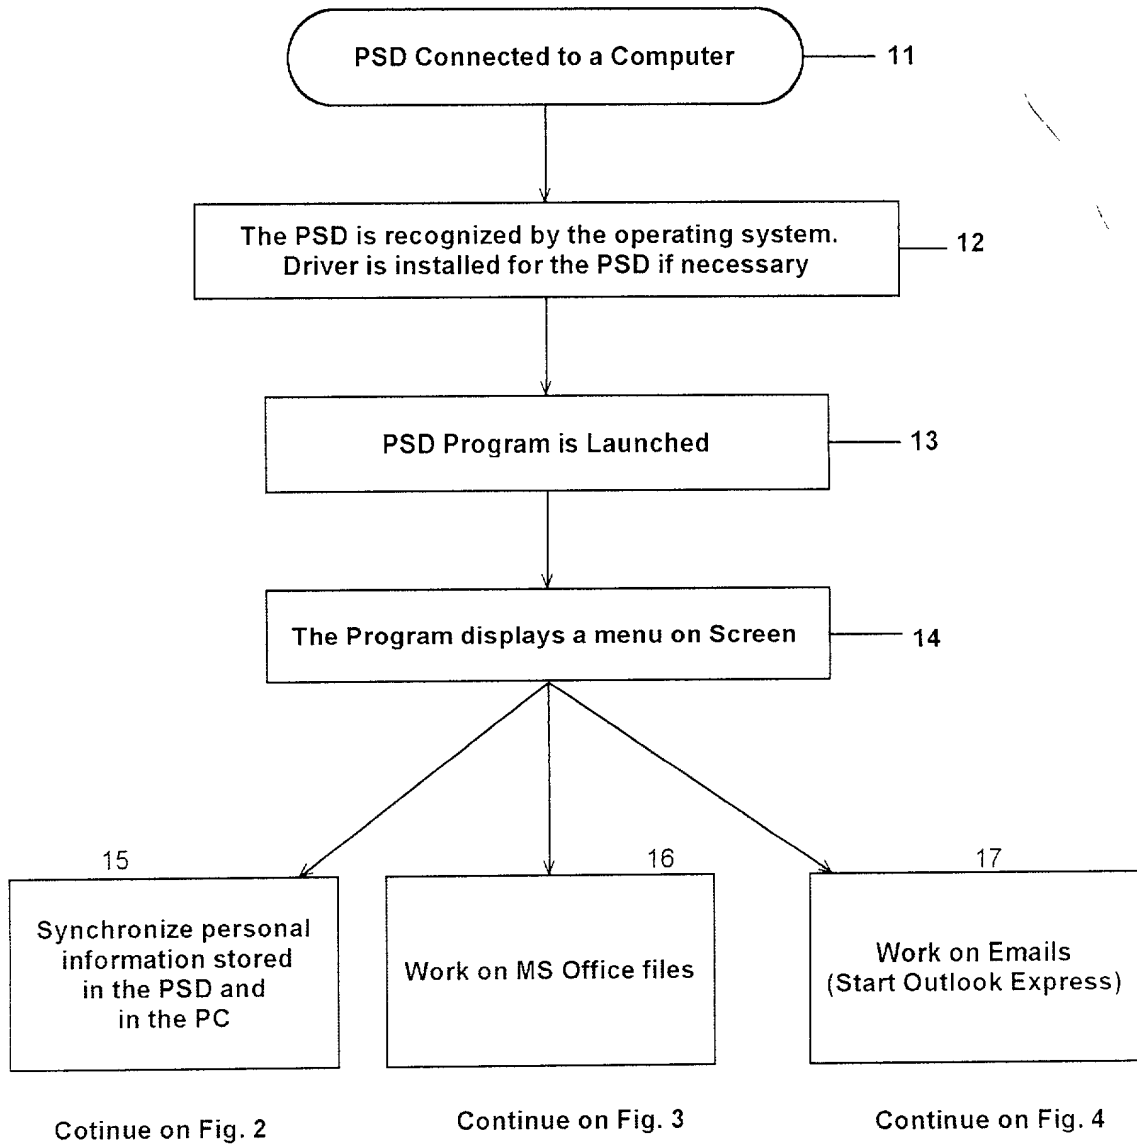 PSD Connected to a Computer
11
The PSD is recognized by the operating system.
Driver is installed for the PSD if necessary
12
PSD Program is Launched
13
The Program displays a menu on Screen
14
15
Synchronize personal
information stored
in the PSD and
in the PC
16
Work on MS Office files
17
Work on Emails
(Start Outlook Express)
Cotinue on Fig. 2
Continue on Fig. 3
Continue on Fig. 4